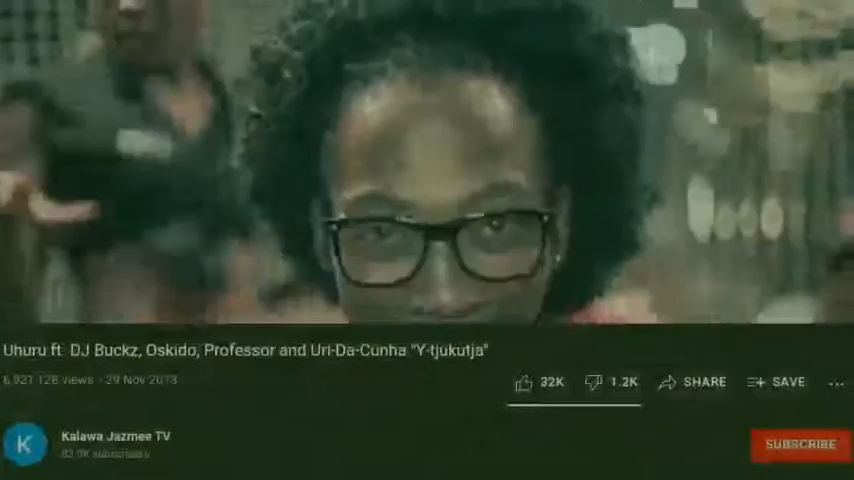 Uhuru ft. DJ Buckz, Oskido, Professor and Uri-Da-Cunha "Y-tjukutja"
6,921,128 views · 29 Nov 2013
32K
1.2K
SHARE
SAVE
K
Kalawa Jazmee TV
subscribers
SUBSCRIBE